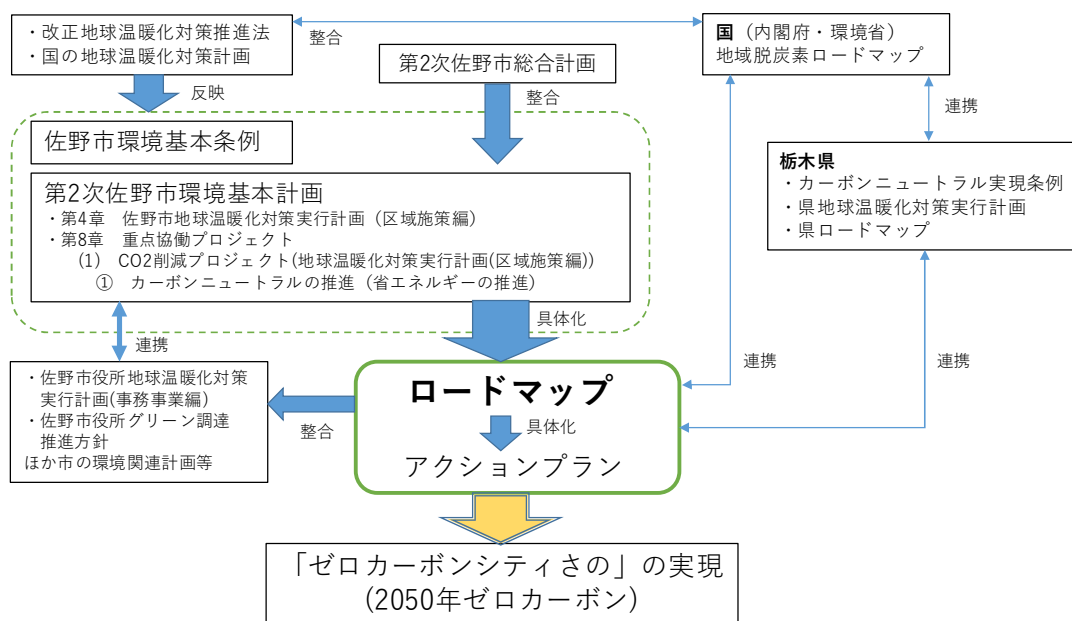 ・改正地球温暖化対策推進法
・国の地球温暖化対策計画
整合
国（内閣府・環境省）
地域脱炭素ロードマップ
第2次佐野市総合計画
反映
整合
連携
佐野市環境基本条例
栃木県
・カーボンニュートラル実現条例
・県地球温暖化対策実行計画
・県ロードマップ
第2次佐野市環境基本計画
・第4章　佐野市地球温暖化対策実行計画（区域施策編）
・第8章　重点協働プロジェクト
(1)　CO2削減プロジェクト(地球温暖化対策実行計画(区域施策編))
①　カーボンニュートラルの推進（省エネルギーの推進）
具体化
連携
連携
連携
・佐野市役所地球温暖化対策
実行計画(事務事業編)
・佐野市役所グリーン調達
推進方針
ほか市の環境関連計画等
整合
ロードマップ
具体化
アクションプラン
「ゼロカーボンシティさの」の実現
(2050年ゼロカーボン)